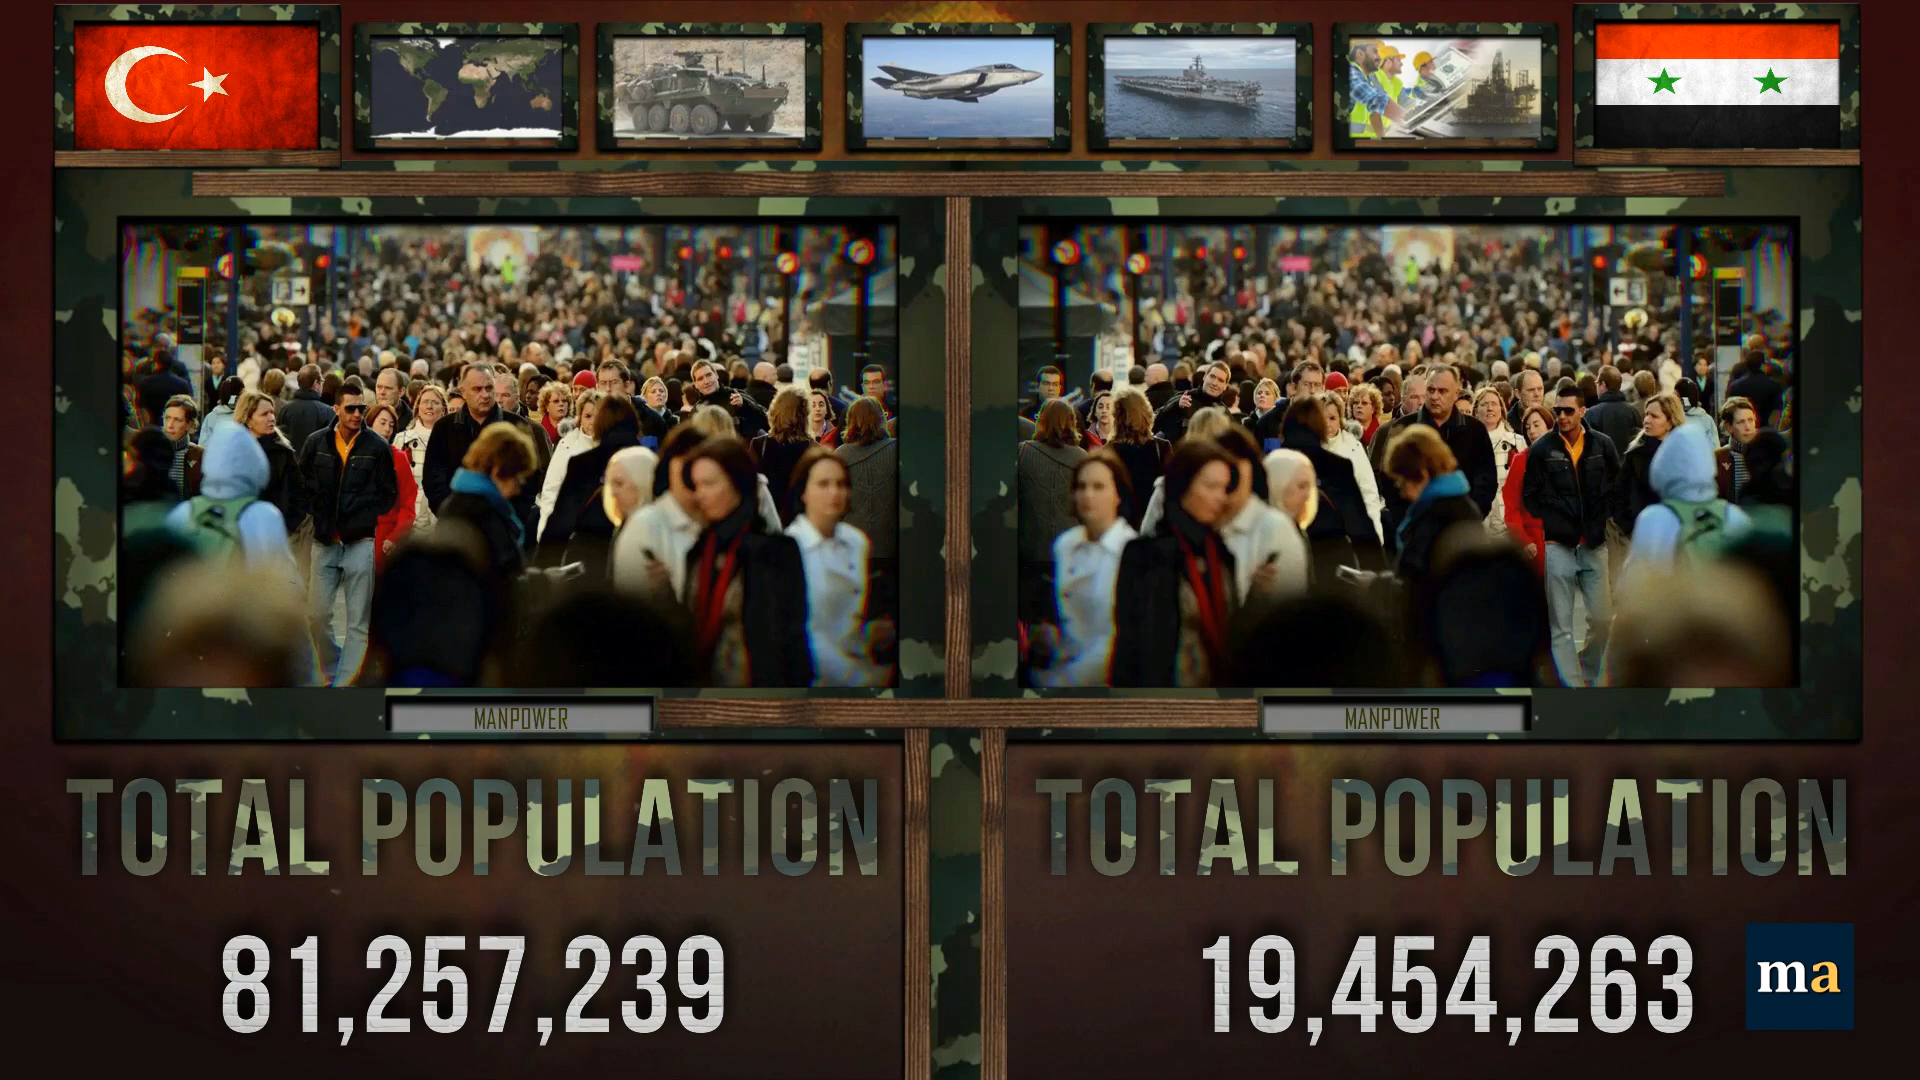 MANPOWER
MANPOWER
TOTAL POPULATION
TOTAL POPULATION
81,257,239
19,454,263
ma